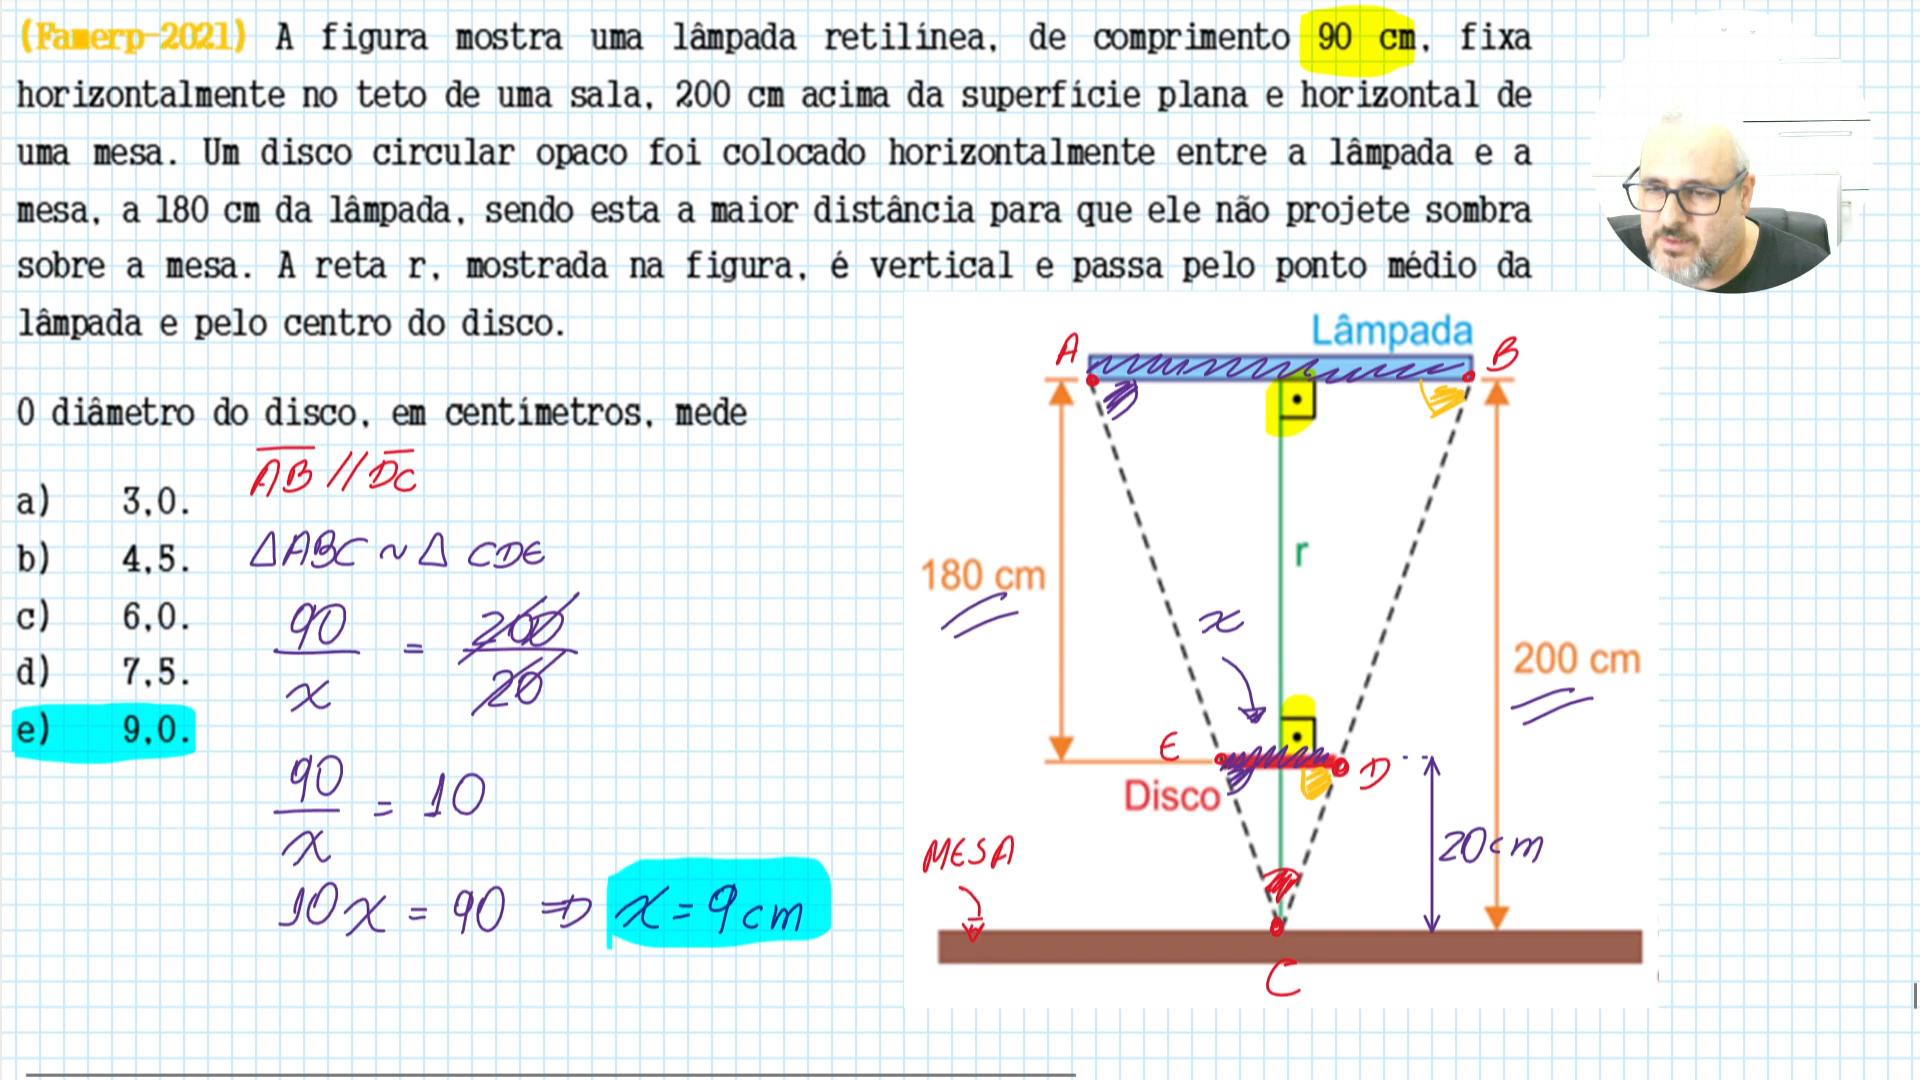 (Famerp-2021) A figura mostra uma lâmpada retilínea, de comprimento 90 cm, fixa
horizontalmente no teto de uma sala, 200 cm acima da superfície plana e horizontal de
uma mesa. Um disco circular opaco foi colocado horizontalmente entre a lâmpada e a
mesa, a 180 cm da lâmpada, sendo esta a maior distância para que ele não projete sombra
sobre a mesa. A reta r, mostrada na figura, é vertical e passa pelo ponto médio da
lâmpada e pelo centro do disco.
O diâmetro do disco, em centímetros, mede
AB // DC
a) 3,0.
b) 4,5.
c) 6,0.
d) 7,5.
e) 9,0.
△ABC ~ △ CDE
90/x = 200/20
90/x = 10
10x = 90 ⇒ x = 9cm
Lâmpada
A
B
180 cm
r
x
200 cm
E
D
Disco
20cm
MESA
C